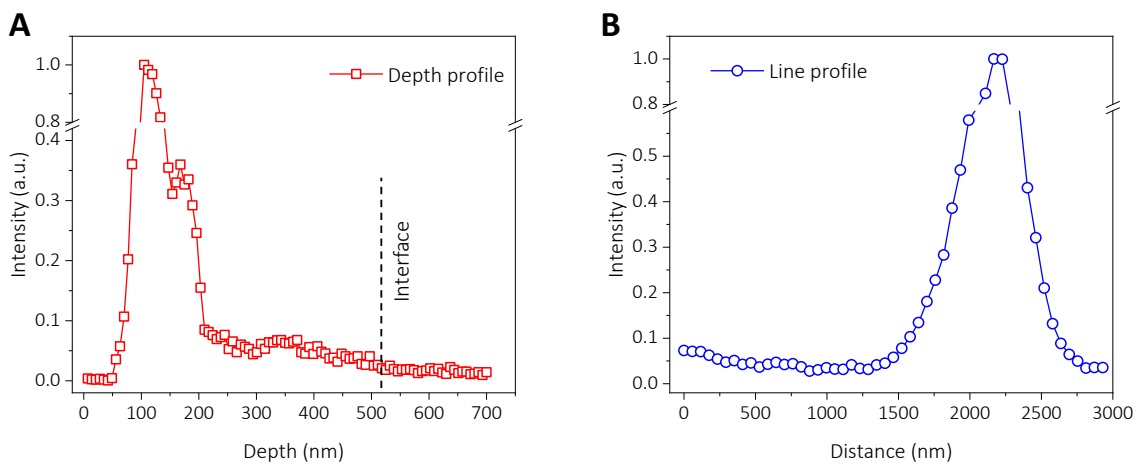 A
Depth profile
Intensity (a.u.)
1.0
0.8
0.4
0.3
0.2
0.1
0.0
Interface
0 100 200 300 400 500 600 700
Depth (nm)
B
Line profile
Intensity (a.u.)
1.0
0.8
0.5
0.4
0.3
0.2
0.1
0.0
0 500 1000 1500 2000 2500 3000
Distance (nm)